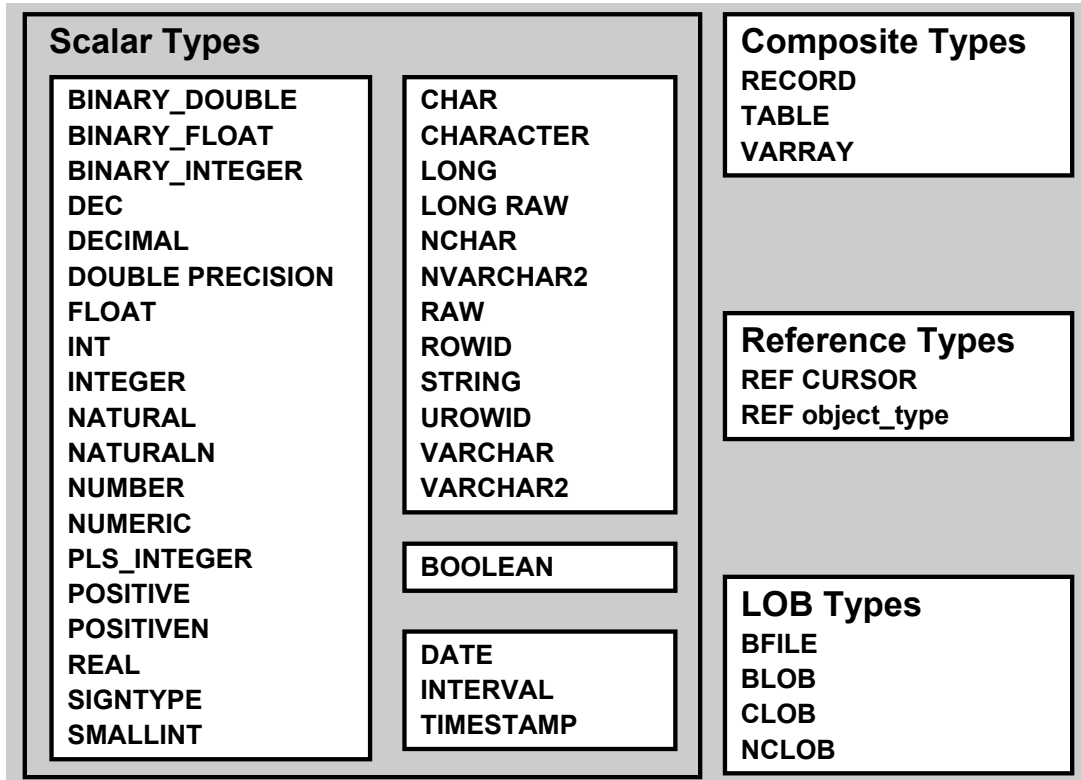 Scalar Types
BINARY_DOUBLE
BINARY_FLOAT
BINARY_INTEGER
DEC
DECIMAL
DOUBLE PRECISION
FLOAT
INT
INTEGER
NATURAL
NATURALN
NUMBER
NUMERIC
PLS_INTEGER
POSITIVE
POSITIVEN
REAL
SIGNTYPE
SMALLINT
CHAR
CHARACTER
LONG
LONG RAW
NCHAR
NVARCHAR2
RAW
ROWID
STRING
UROWID
VARCHAR
VARCHAR2
BOOLEAN
DATE
INTERVAL
TIMESTAMP
Composite Types
RECORD
TABLE
VARRAY
Reference Types
REF CURSOR
REF object_type
LOB Types
BFILE
BLOB
CLOB
NCLOB